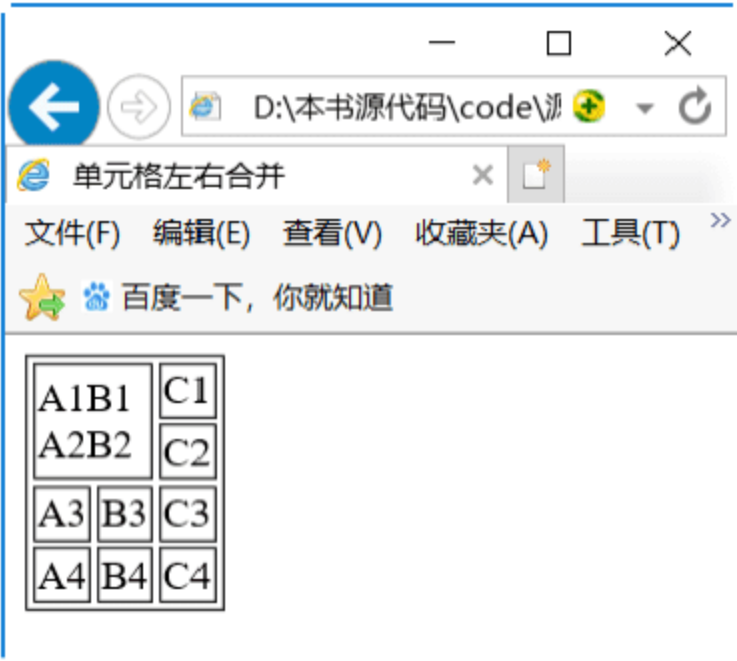 D:\本书源代码\code\
单元格左右合并
文件(F) 编辑(E) 查看(V) 收藏夹(A) 工具(T) »
百度一下，你就知道
A1B1 C1
A2B2 C2
A3 B3 C3
A4 B4 C4